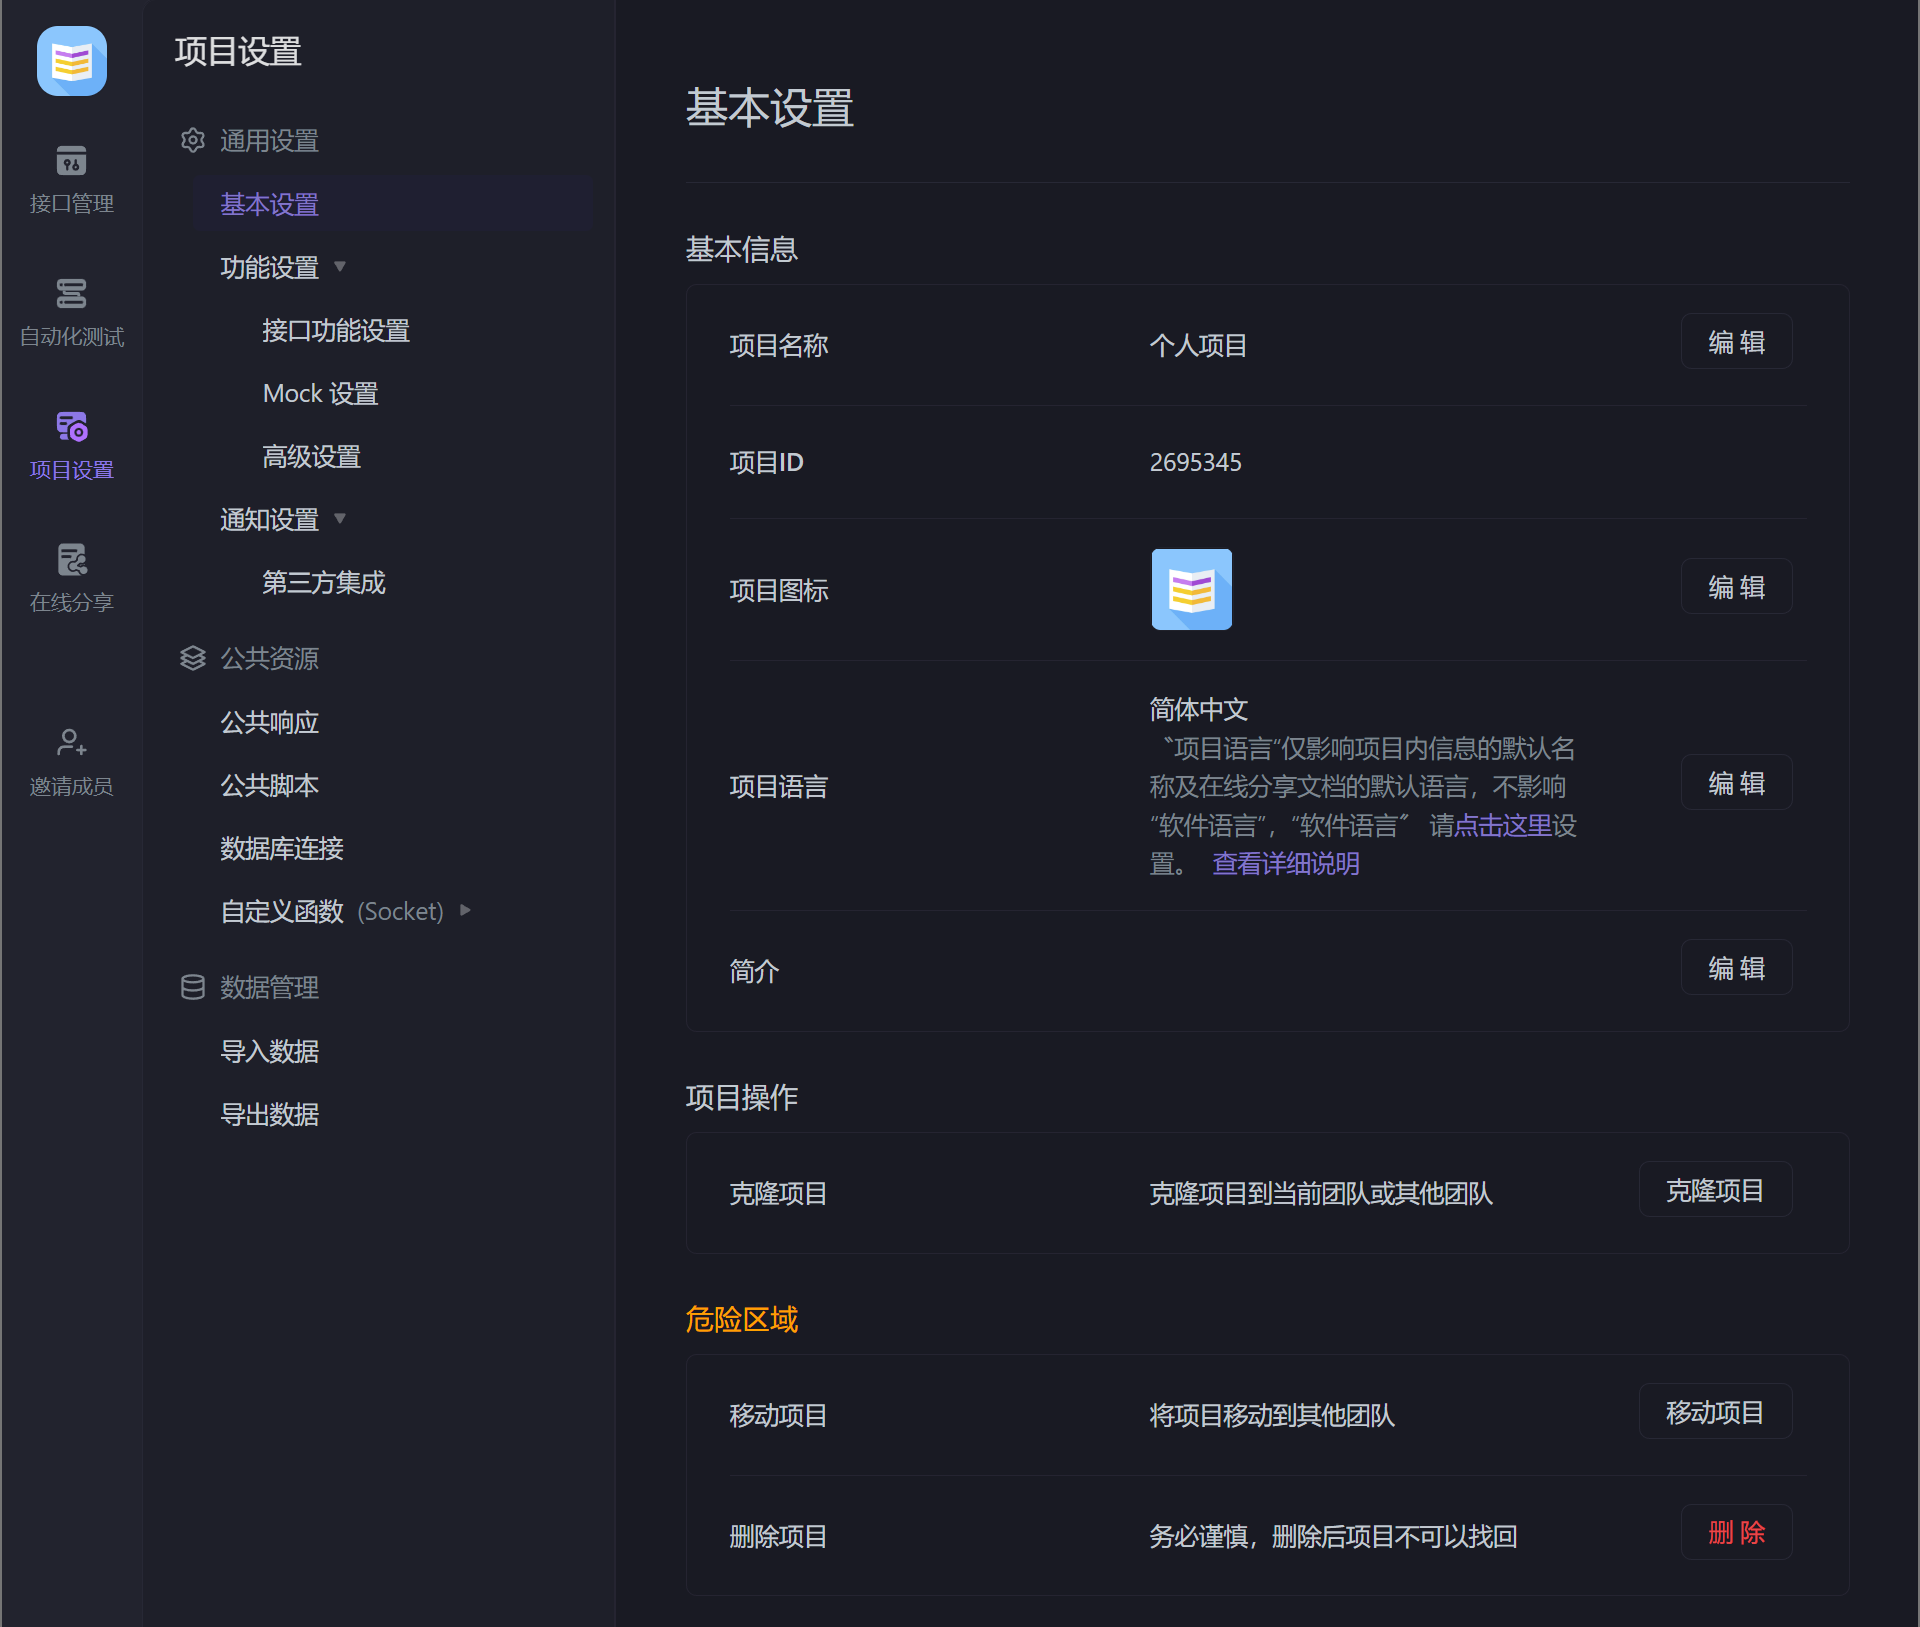 接口管理
自动化测试
项目设置
在线分享
邀请成员
项目设置
通用设置
基本设置
功能设置
接口功能设置
Mock 设置
高级设置
通知设置
第三方集成
公共资源
公共响应
公共脚本
数据库连接
自定义函数 (Socket)
数据管理
导入数据
导出数据
基本设置
基本信息
项目名称 个人项目 编 辑
项目ID 2695345
项目图标 编 辑
项目语言 编 辑
简体中文
〝项目语言“仅影响项目内信息的默认名
称及在线分享文档的默认语言，不影响
“软件语言”，“软件语言〞 请点击这里设
置。 查看详细说明
简介 编 辑
项目操作
克隆项目 克隆项目到当前团队或其他团队 克隆项目
危险区域
移动项目 将项目移动到其他团队 移动项目
删除项目 务必谨慎，删除后项目不可以找回 删 除